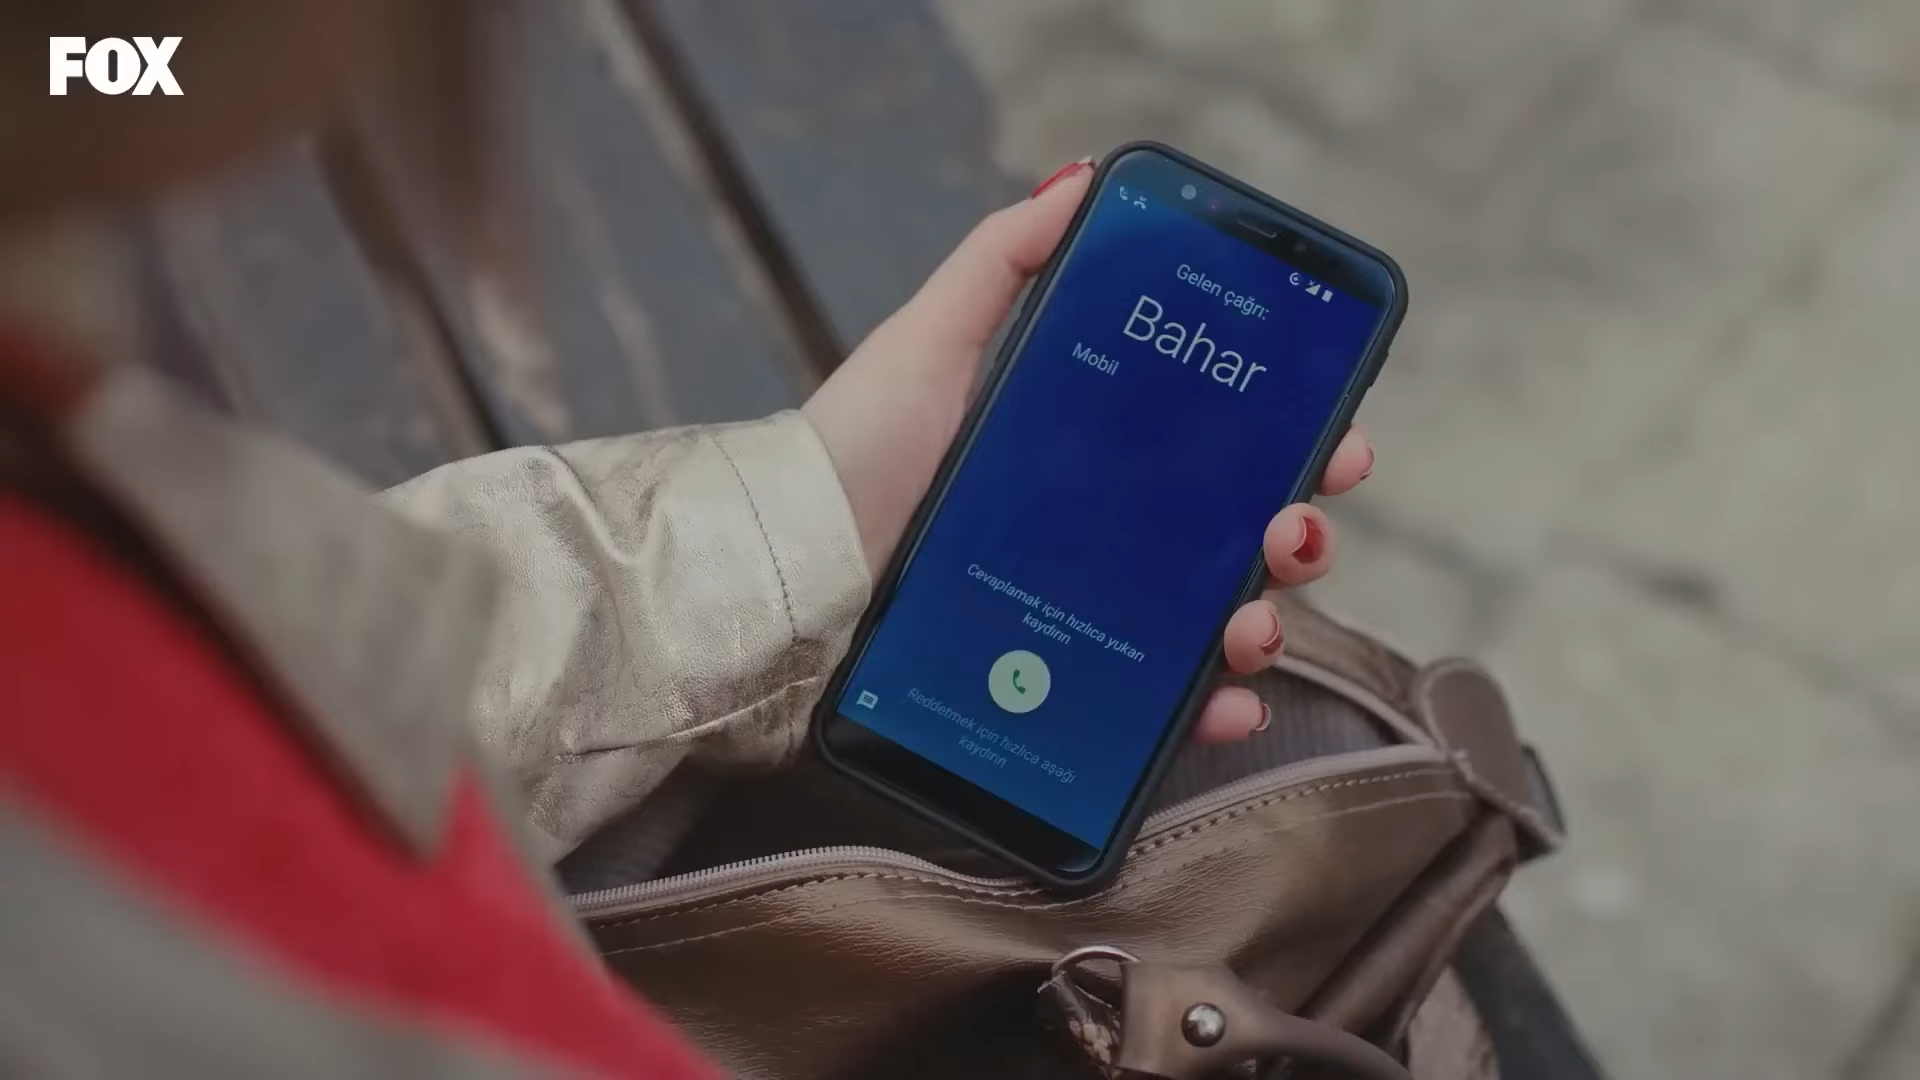 FOX
Gelen çağrı:
Bahar
Mobil
Cevaplamak için hızlıca yukarı
kaydırın
Reddetmek için hızlıca aşağı
kaydırın